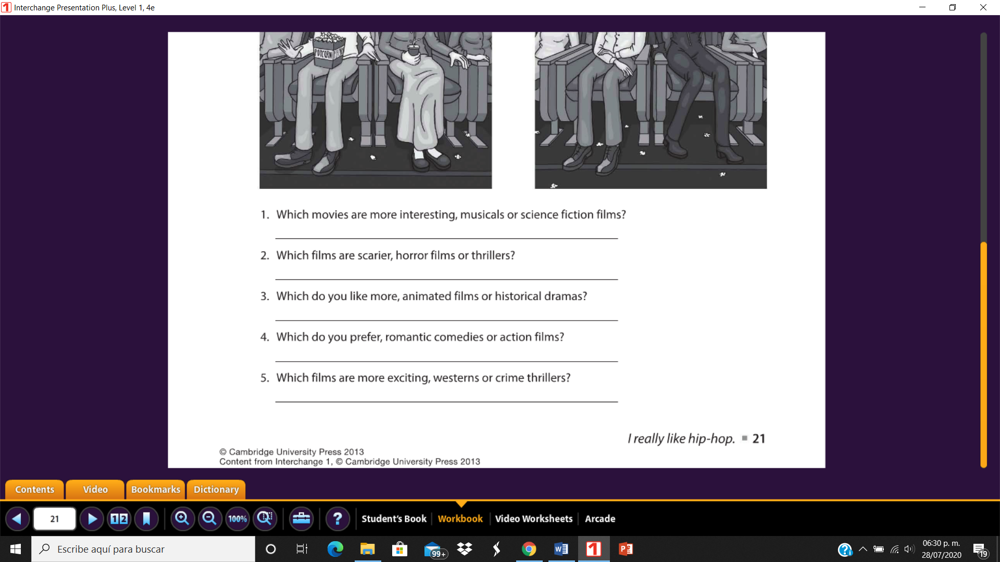 Interchange Presentation Plus, Level 1, 4e
POPCORN
1. Which movies are more interesting, musicals or science fiction films?
2. Which films are scarier, horror films or thrillers?
3. Which do you like more, animated films or historical dramas?
4. Which do you prefer, romantic comedies or action films?
5. Which films are more exciting, westerns or crime thrillers?
I really like hip-hop. ■ 21
© Cambridge University Press 2013
Content from Interchange 1, © Cambridge University Press 2013
Contents Video Bookmarks Dictionary
21 12 100% ? Student's Book Workbook Video Worksheets Arcade
Escribe aquí para buscar
99+
06:30 p. m.
28/07/2020
19